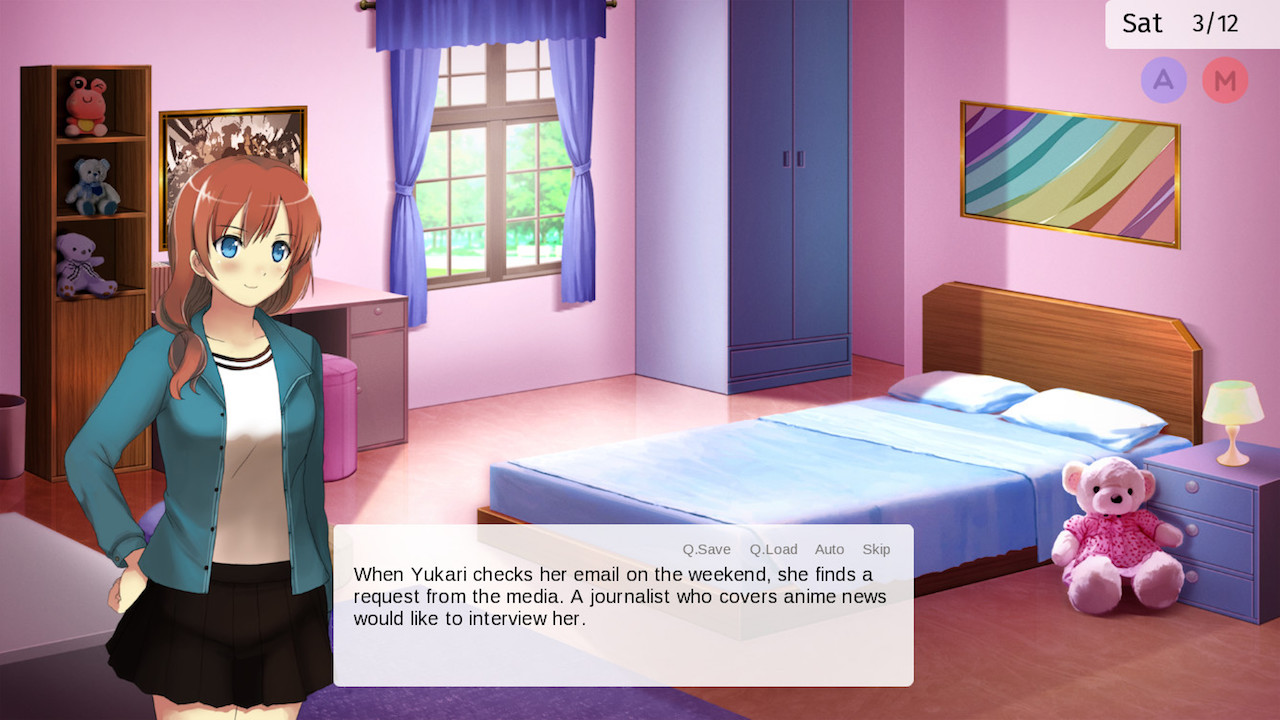 Sat 3/12
A M
Q.Save Q.Load Auto Skip
When Yukari checks her email on the weekend, she finds a
request from the media. A journalist who covers anime news
would like to interview her.